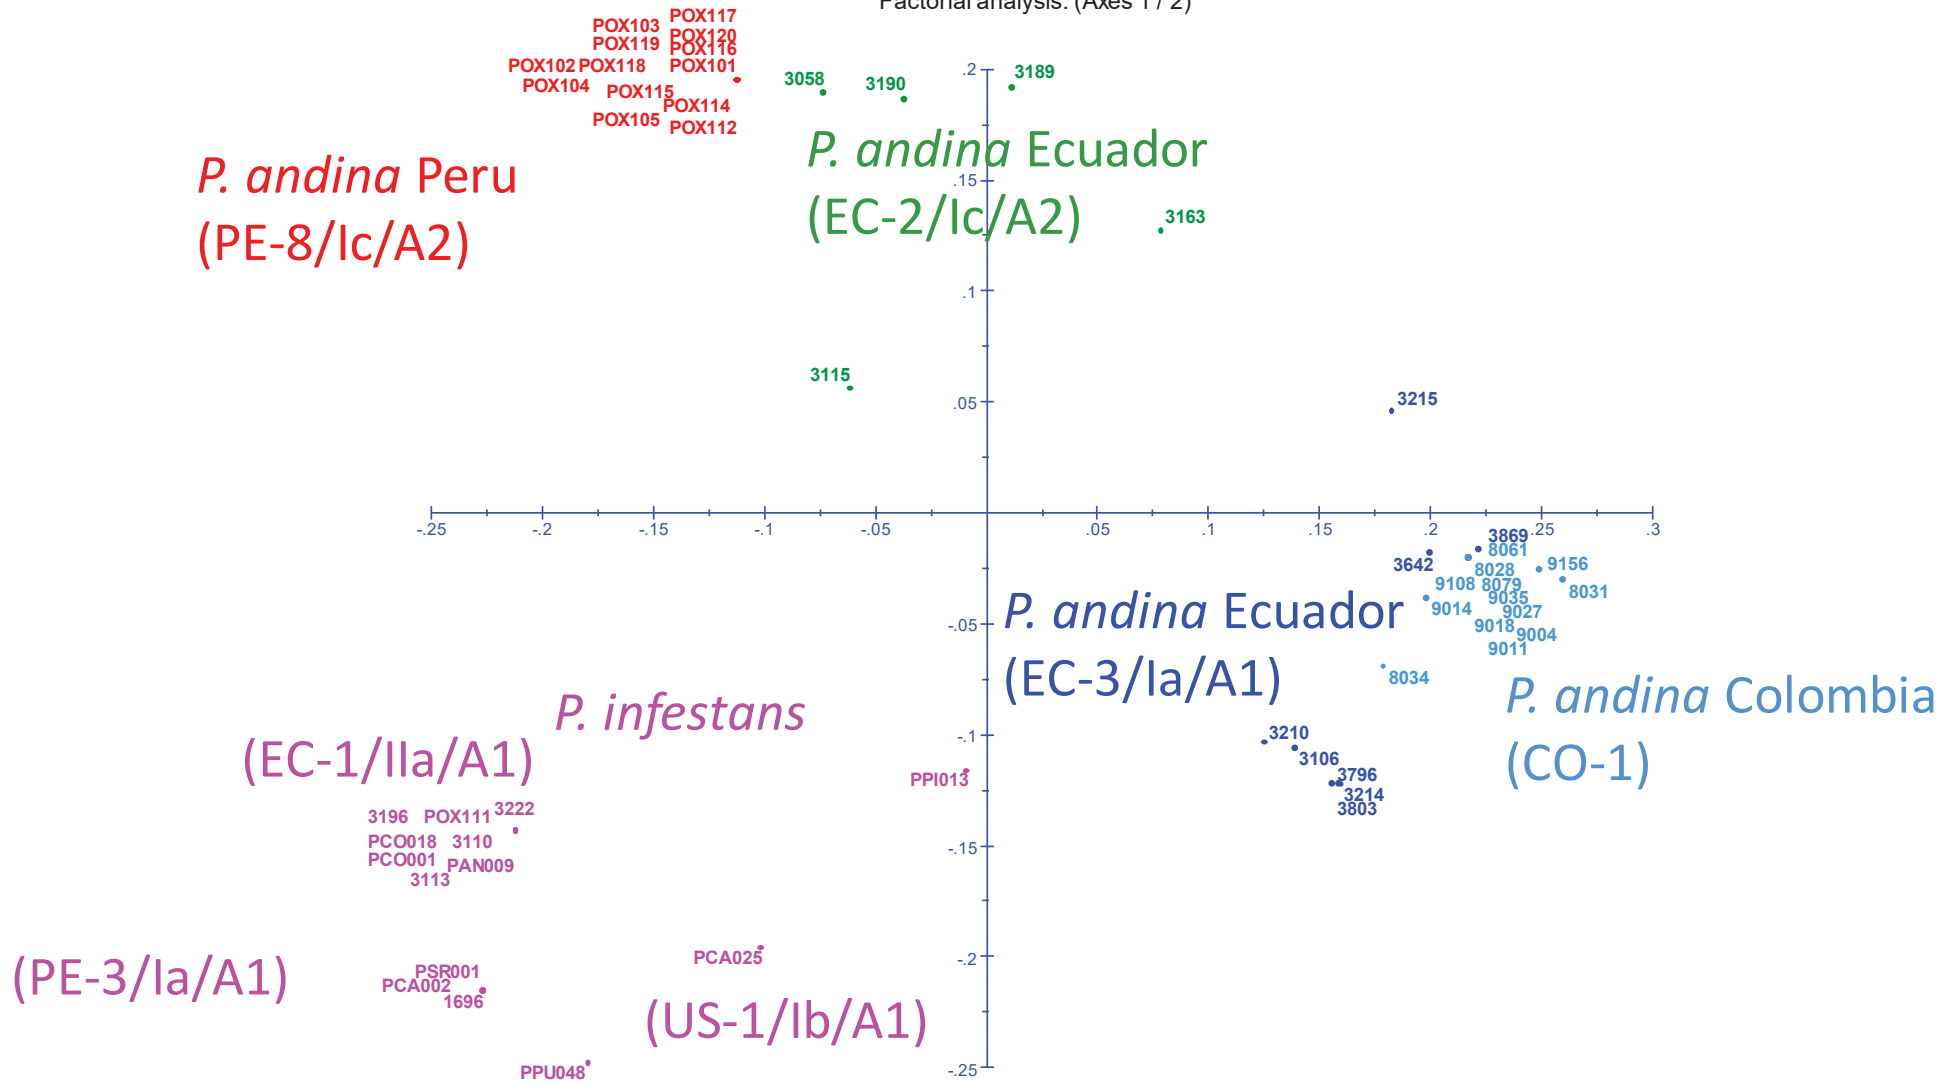 Factorial analysis: (Axes 1 / 2)
POX117
POX103
POX120
POX119
POX116
POX102
POX118
POX101
POX104
POX115
POX114
POX105
POX112
3058
3190
3189
.2
P. andina Peru
(PE-8/Ic/A2)
P. andina Ecuador
(EC-2/Ic/A2)
.15
3163
.1
3115
.05
3215
-.25
-.2
-.15
-.1
-.05
.05
.1
.15
.2
.25
.3
3869
3642
8061
9156
8028
8031
9108
8079
9035
9014
9027
9018
9004
9011
8034
P. andina Ecuador
(EC-3/Ia/A1)
-.05
P. andina Colombia
(CO-1)
P. infestans
(EC-1/IIa/A1)
-.1
3210
3106
3796
3214
3803
PPI013
3196
POX111
3222
PCO018
3110
PCO001
PAN009
3113
-.15
(PE-3/Ia/A1)
PSR001
PCA002
1696
PCA025
-.2
(US-1/Ib/A1)
PPU048
-.25